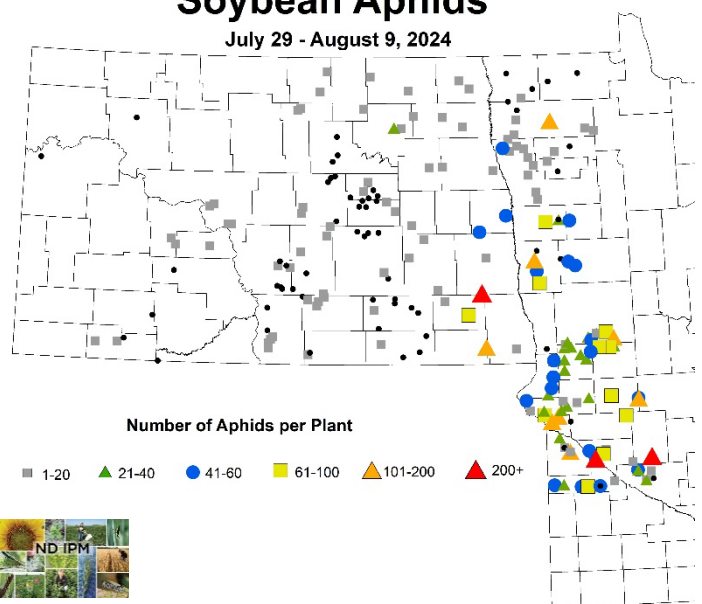 Soybean Aphids
July 29 - August 9, 2024
Number of Aphids per Plant
1-20 21-40 41-60 61-100 101-200 200+
ND IPM